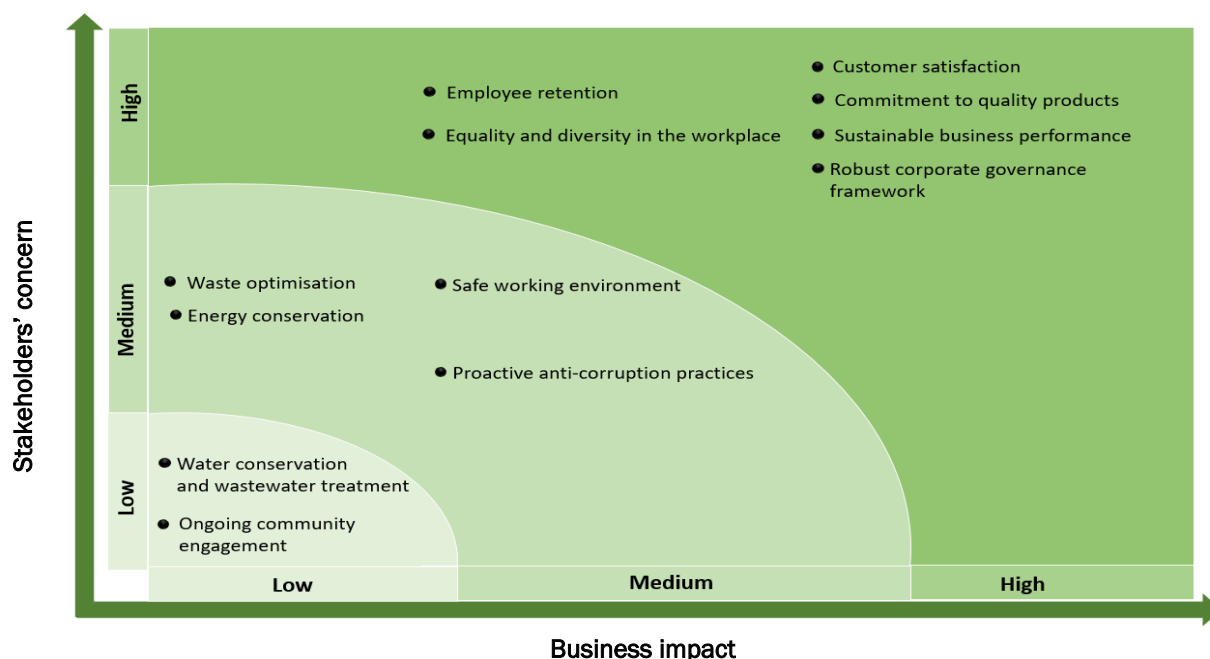 Stakeholders' concern
High
Employee retention
Equality and diversity in the workplace
Customer satisfaction
Commitment to quality products
Sustainable business performance
Robust corporate governance
framework
Medium
Waste optimisation
Energy conservation
Safe working environment
Proactive anti-corruption practices
Low
Water conservation
and wastewater treatment
Ongoing community
engagement
Low
Medium
High
Business impact